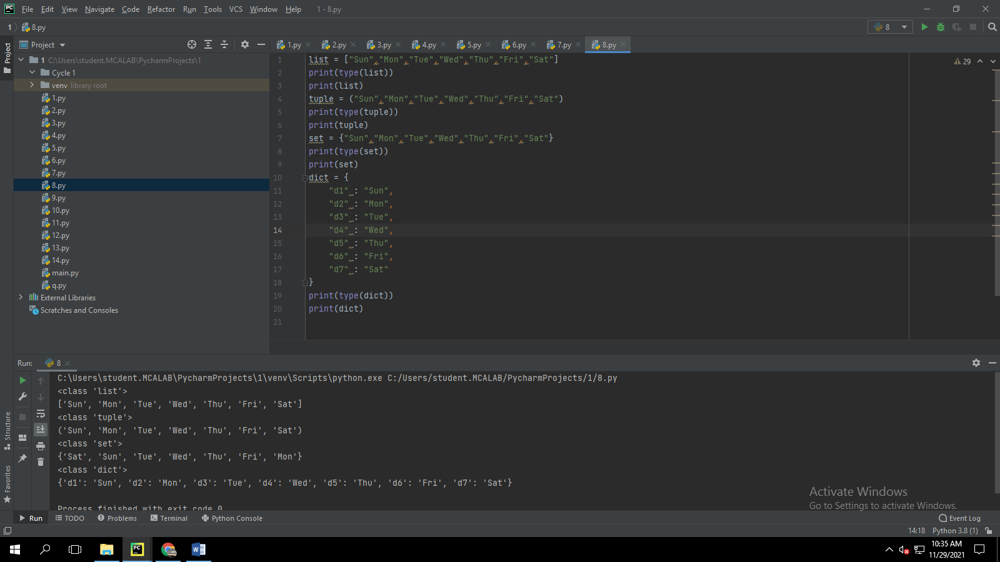 File Edit View Navigate Code Refactor Run Tools VCS Window Help 1 - 8.py
1 8.py
8
Project
Project
1.py 2.py 3.py 4.py 5.py 6.py 7.py 8.py
1 C:\Users\student.MCALAB\PycharmProjects\1
Cycle 1
venv library root
1.py
2.py
3.py
4.py
5.py
6.py
7.py
8.py
9.py
10.py
11.py
12.py
13.py
14.py
main.py
q.py
External Libraries
Scratches and Consoles
29
1 list = ["Sun","Mon","Tue","Wed","Thu","Fri","Sat"]
2 print(type(list))
3 print(list)
4 tuple = ("Sun","Mon","Tue","Wed","Thu","Fri","Sat")
5 print(type(tuple))
6 print(tuple)
7 set = {"Sun","Mon","Tue","Wed","Thu","Fri","Sat"}
8 print(type(set))
9 print(set)
10 dict = {
11 "d1" : "Sun",
12 "d2" : "Mon",
13 "d3" : "Tue",
14 "d4" : "Wed",
15 "d5" : "Thu",
16 "d6" : "Fri",
17 "d7" : "Sat"
18 }
19 print(type(dict))
20 print(dict)
21
Run: 8
C:\Users\student.MCALAB\PycharmProjects\1\venv\Scripts\python.exe C:/Users/student.MCALAB/PycharmProjects/1/8.py
<class 'list'>
['Sun', 'Mon', 'Tue', 'Wed', 'Thu', 'Fri', 'Sat']
<class 'tuple'>
('Sun', 'Mon', 'Tue', 'Wed', 'Thu', 'Fri', 'Sat')
<class 'set'>
{'Sat', 'Sun', 'Tue', 'Wed', 'Thu', 'Fri', 'Mon'}
<class 'dict'>
{'d1': 'Sun', 'd2': 'Mon', 'd3': 'Tue', 'd4': 'Wed', 'd5': 'Thu', 'd6': 'Fri', 'd7': 'Sat'}
Process finished with exit code 0
Structure
Favorites
Activate Windows
Go to Settings to activate Windows.
Run TODO Problems Terminal Python Console Event Log
14:18 Python 3.8 (1)
10:35 AM
11/29/2021